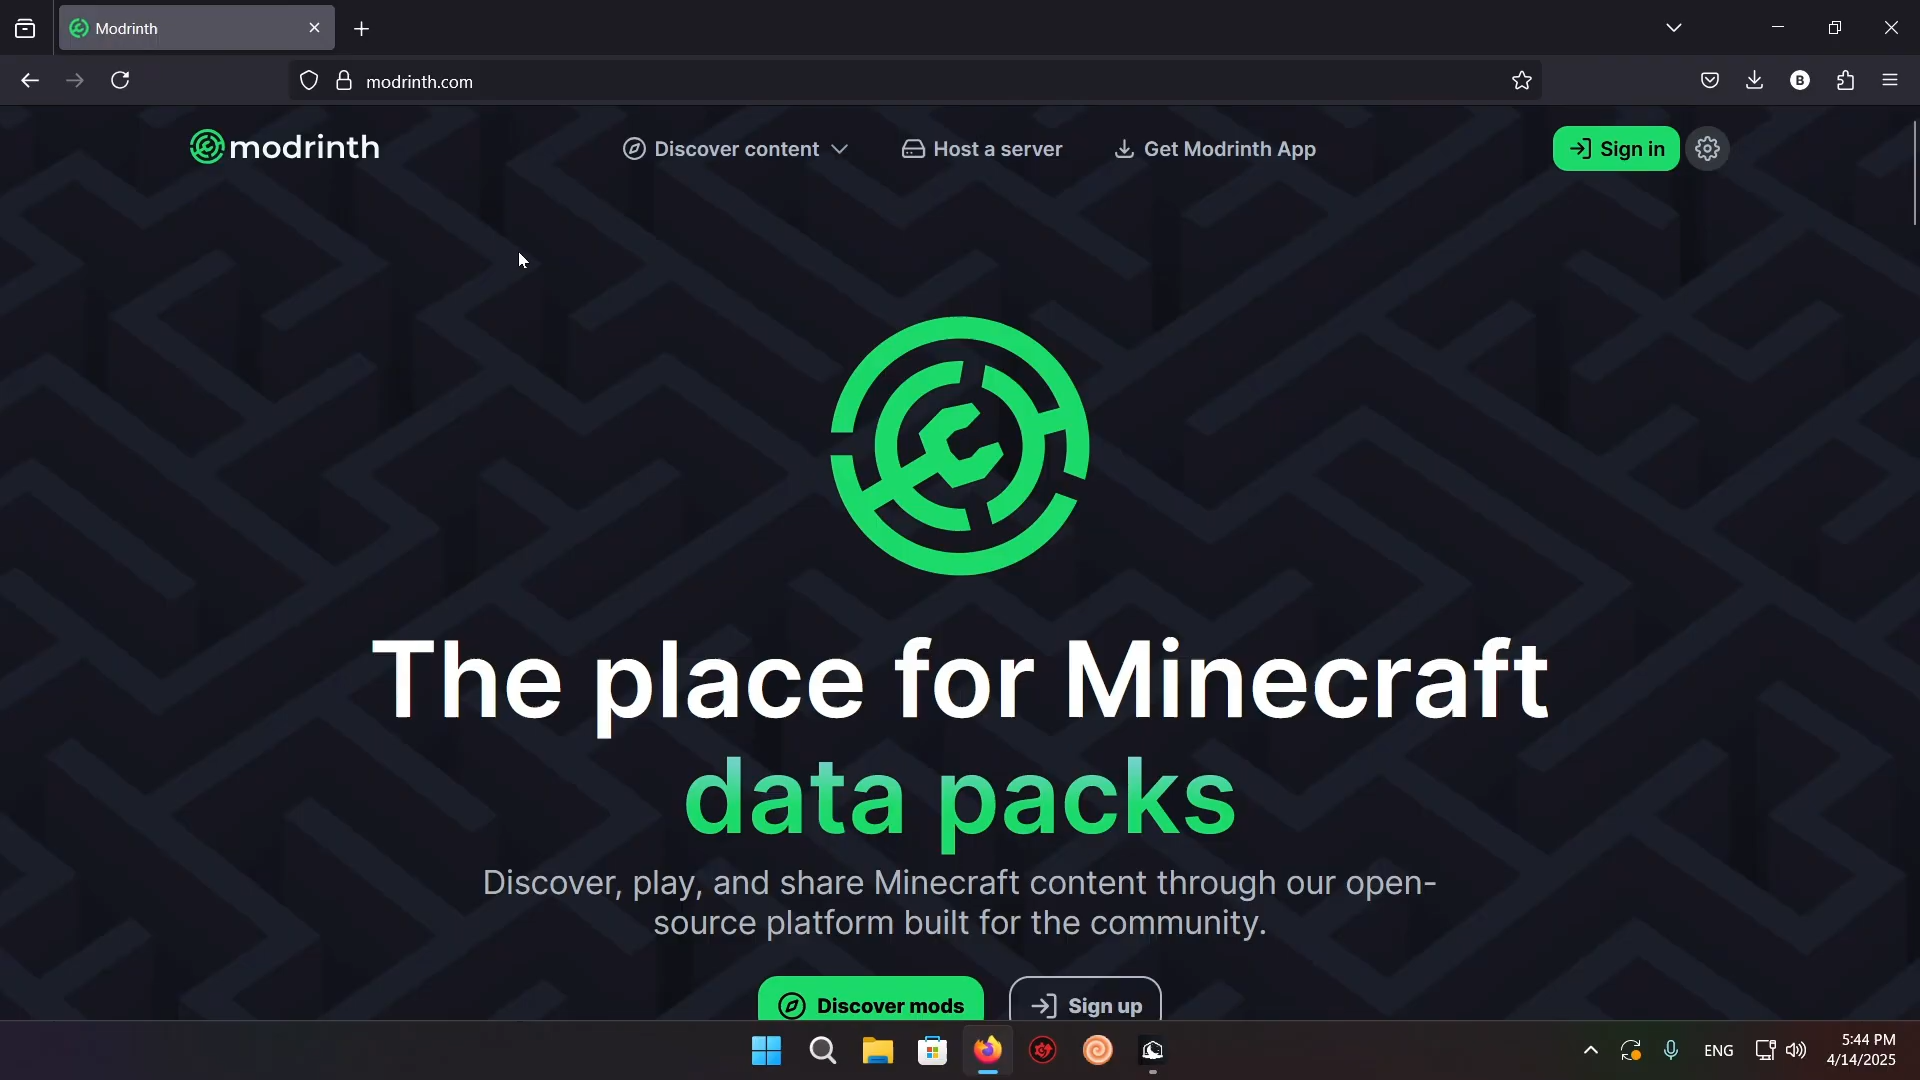 Modrinth
modrinth.com
B
modrinth
Discover content
Host a server
Get Modrinth App
Sign in
The place for Minecraft
data packs
Discover, play, and share Minecraft content through our open-
source platform built for the community.
Discover mods
Sign up
ENG
5:44 PM
4/14/2025